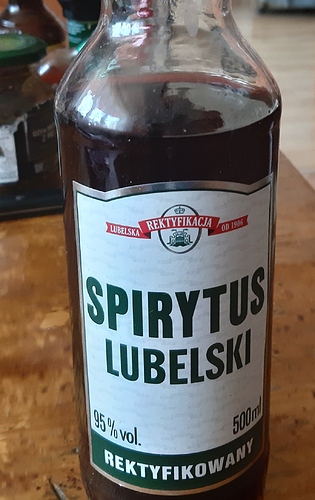 LUBELSKA REKTYFIKACJA OD 1906
SPIRYTUS
LUBELSKI
95% vol. 500ml
REKTYFIKOWANY